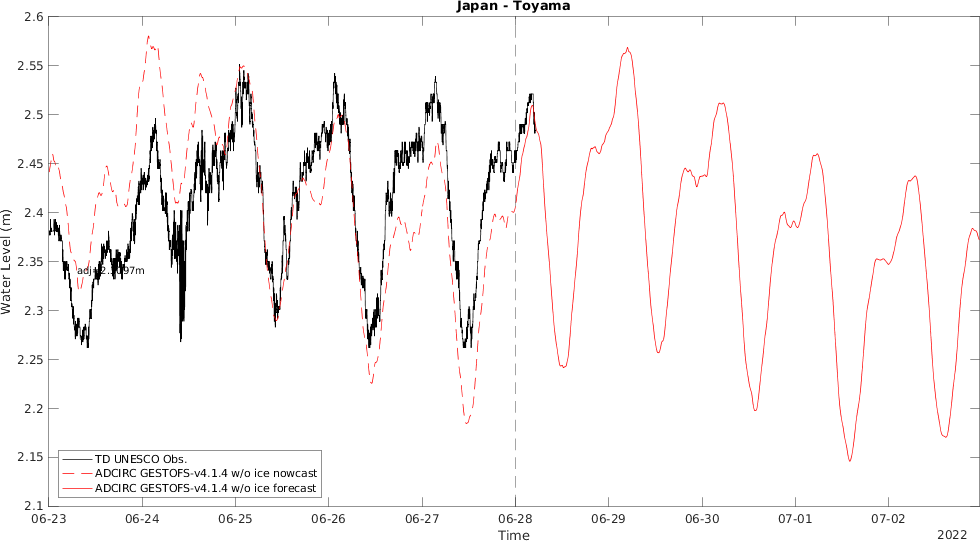 Japan - Toyama
2.6
2.55
2.5
2.45
2.4
2.35
2.3
2.25
2.2
2.15
2.1
Water Level (m)
TD UNESCO Obs.
ADCIRC GESTOFS-v4.1.4 w/o ice nowcast
ADCIRC GESTOFS-v4.1.4 w/o ice forecast
06-23 06-24 06-25 06-26 06-27 06-28 06-29 06-30 07-01 07-02
Time
2022